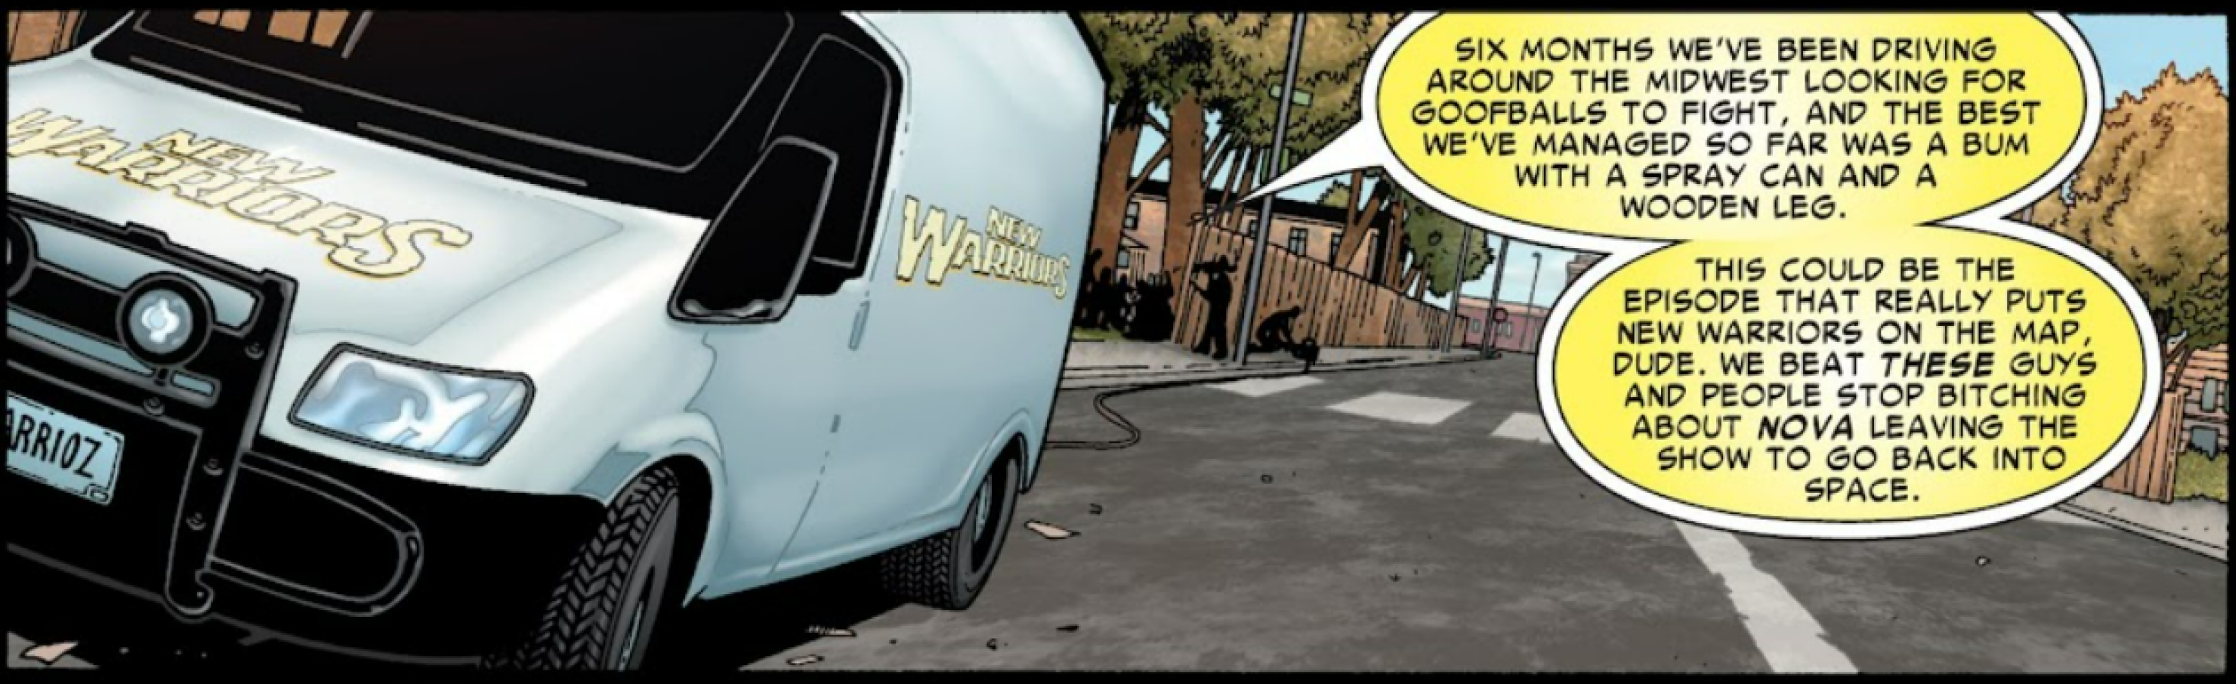 NEW
WARRIORS
NEW
WARRIORS
ARRIOZ
SIX MONTHS WE'VE BEEN DRIVING
AROUND THE MIDWEST LOOKING FOR
GOOFBALLS TO FIGHT, AND THE BEST
WE'VE MANAGED SO FAR WAS A BUM
WITH A SPRAY CAN AND A
WOODEN LEG.
THIS COULD BE THE
EPISODE THAT REALLY PUTS
NEW WARRIORS ON THE MAP,
DUDE. WE BEAT THESE GUYS
AND PEOPLE STOP BITCHING
ABOUT NOVA LEAVING THE
SHOW TO GO BACK INTO
SPACE.